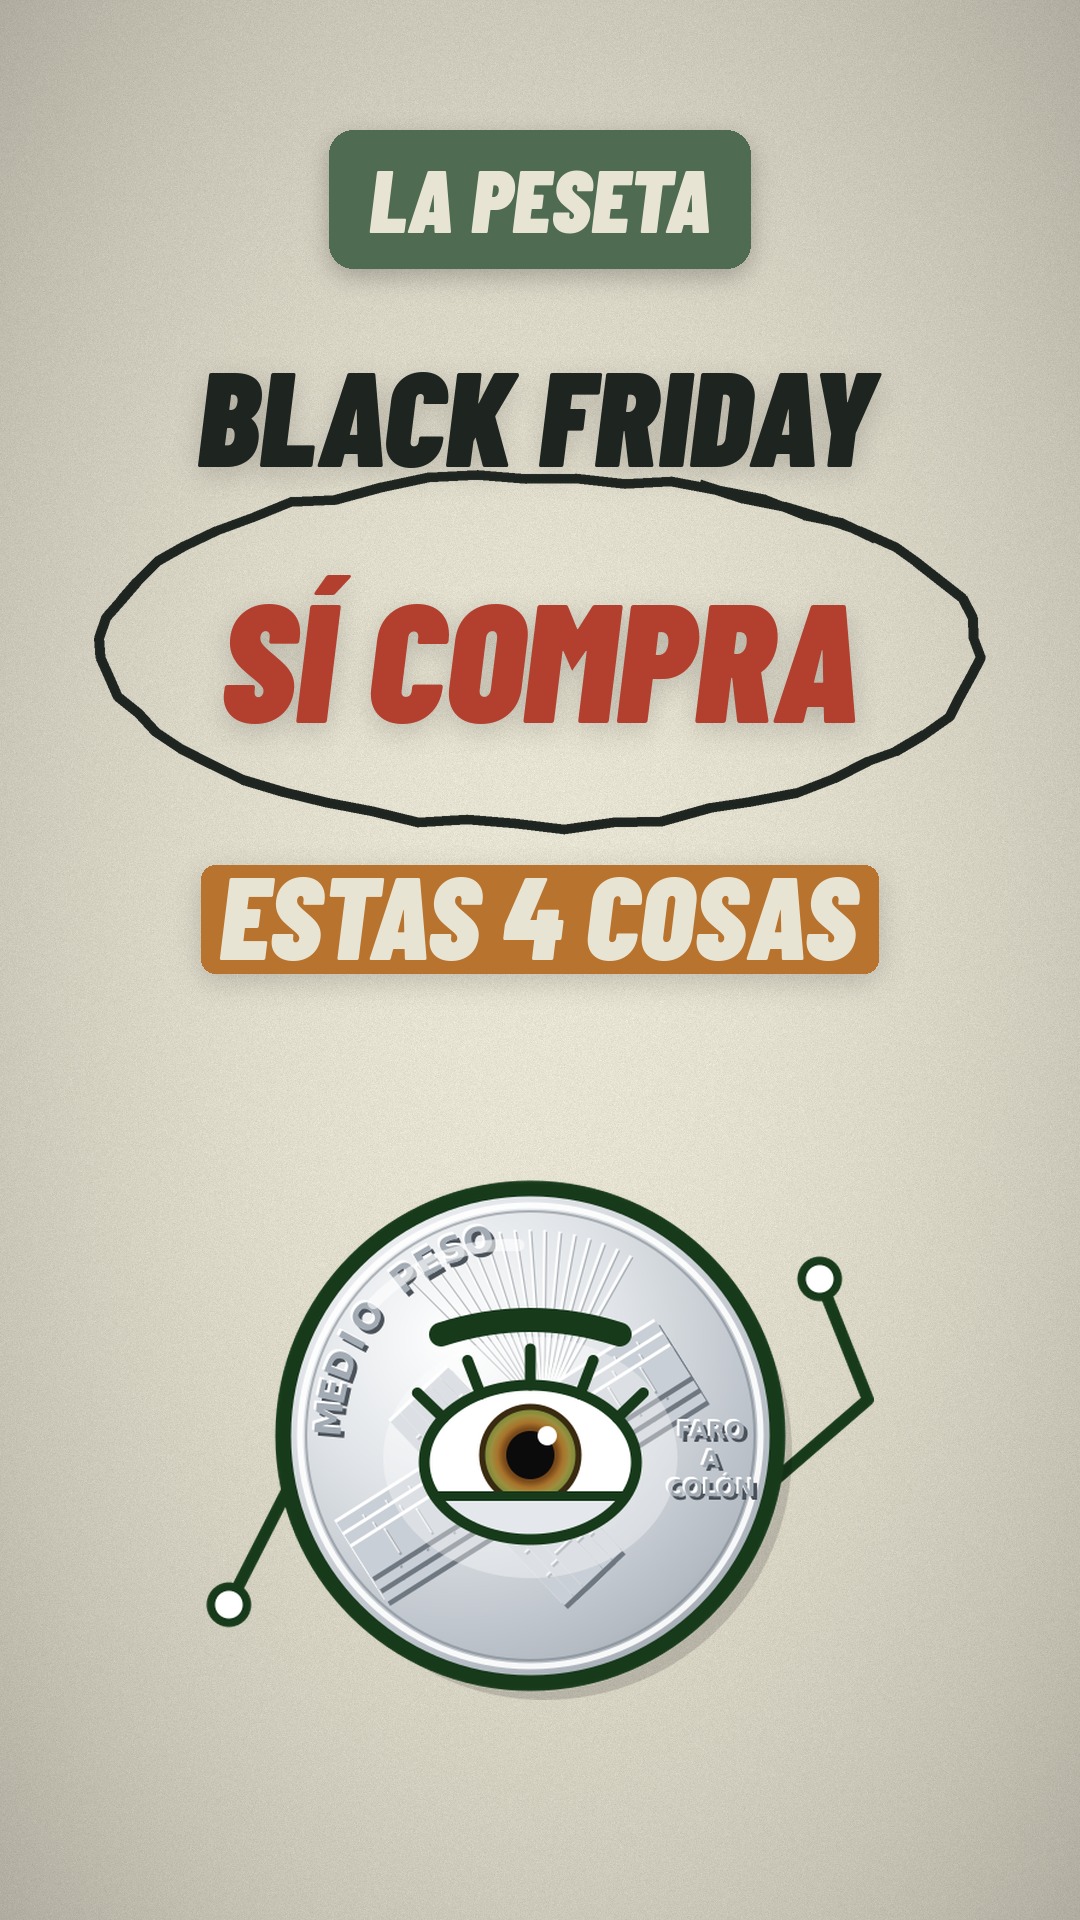 LA PESETA
BLACK FRIDAY
SÍ COMPRA
ESTAS 4 COSAS
MEDIO PESO
FARO
A
COLÓN